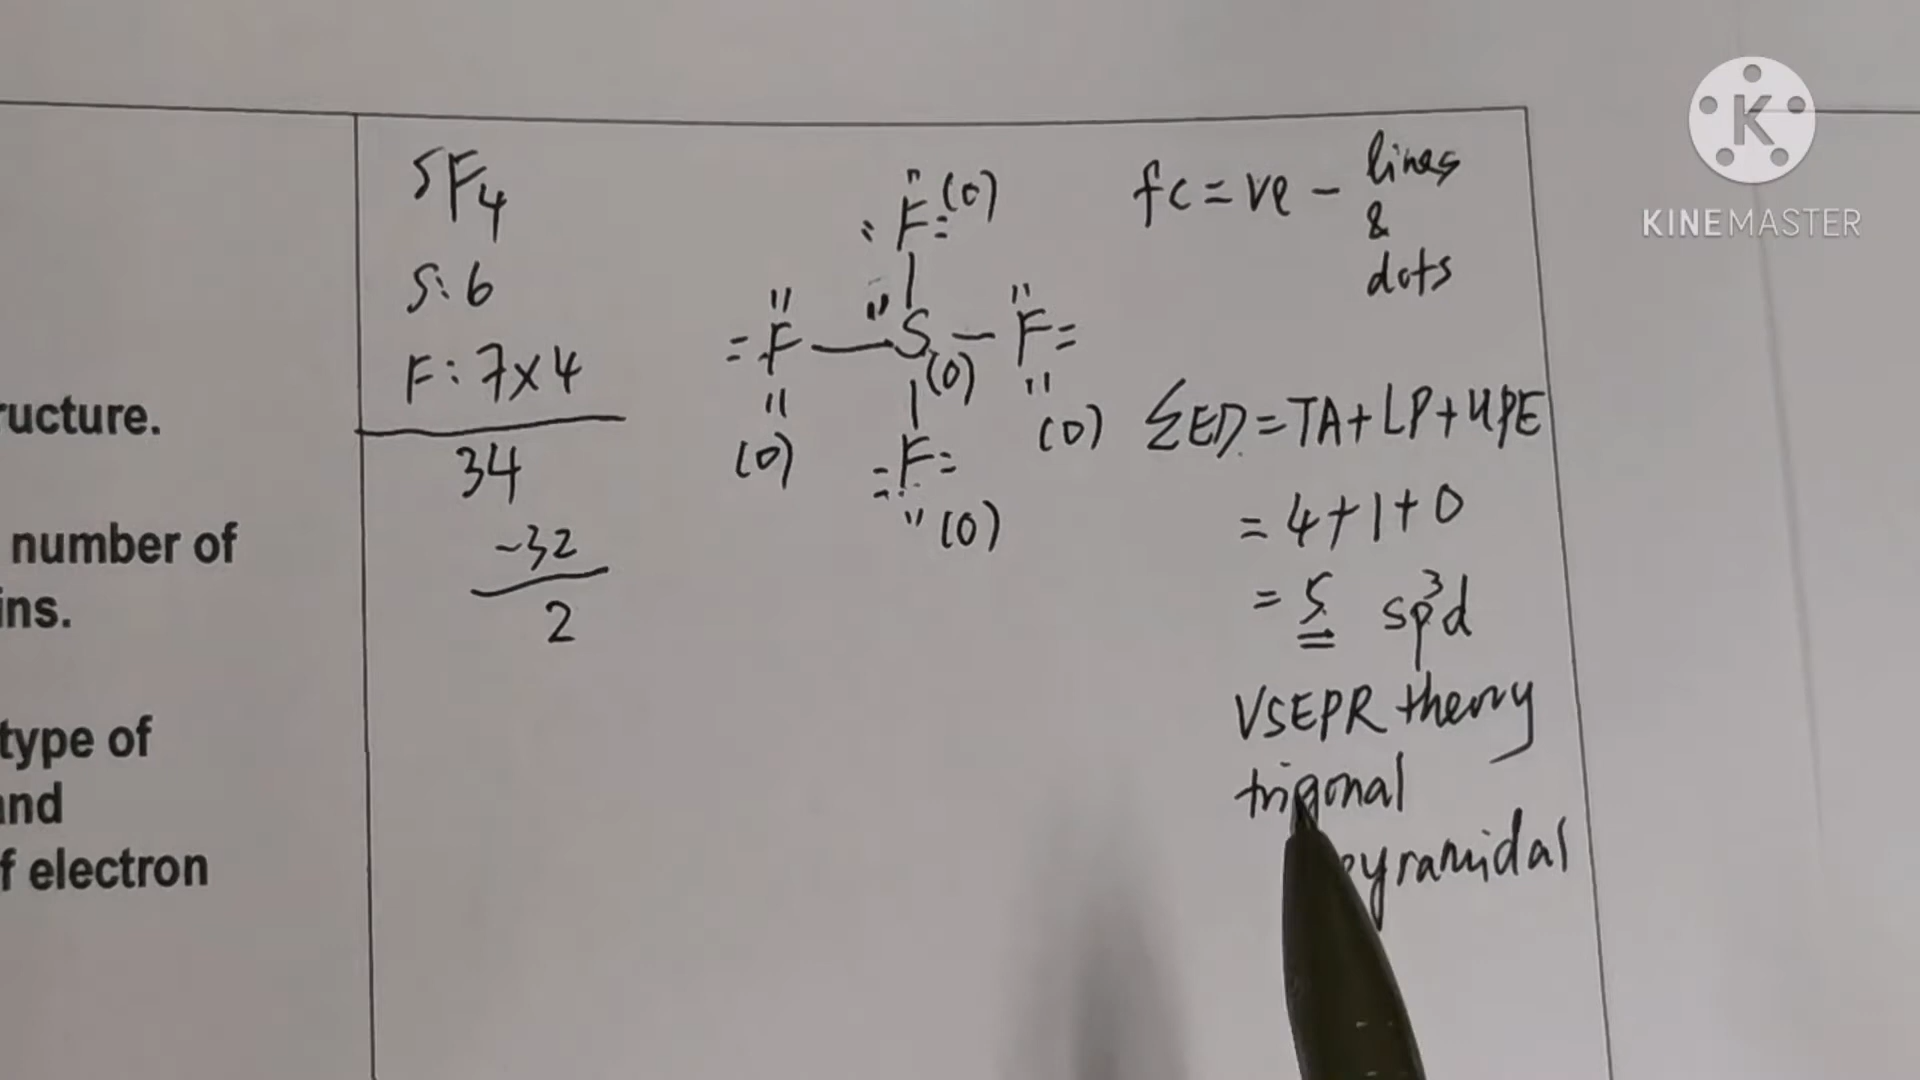 ructure.
number of
ins.
type of
and
f electron
SF4
S: 6
F: 7x4
34
-32
2
F (0)
F — S — F
(0)
(0)
(0)
F
(0)
fc = ve - lines
&
dots
ΣED = TA + LP + UPE
= 4 + 1 + 0
= 5 sp³d
VSEPR theory
trigonal
pyramidal
KINEMASTER